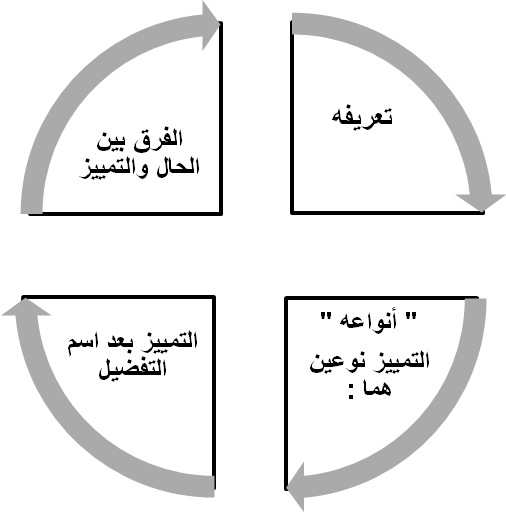 تعريفه
" أنواعه "
التمييز نوعين
هما :
التمييز بعد اسم
التفضيل
الفرق بين
الحال والتمييز